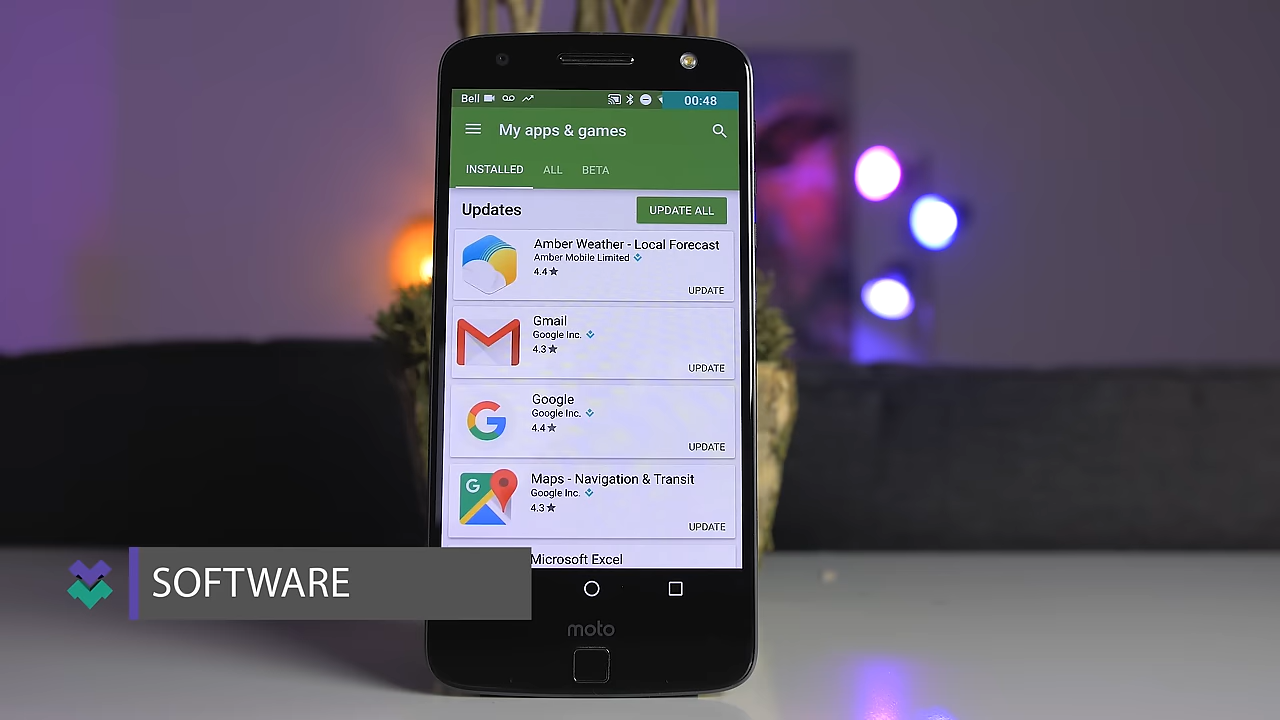 Bell 00:48
My apps & games
INSTALLED ALL BETA
Updates UPDATE ALL
Amber Weather - Local Forecast
Amber Mobile Limited
4.4★
UPDATE
Gmail
Google Inc.
4.3★
UPDATE
Google
Google Inc.
4.4★
UPDATE
G
Maps - Navigation & Transit
Google Inc.
4.3★
UPDATE
Microsoft Excel
SOFTWARE
moto